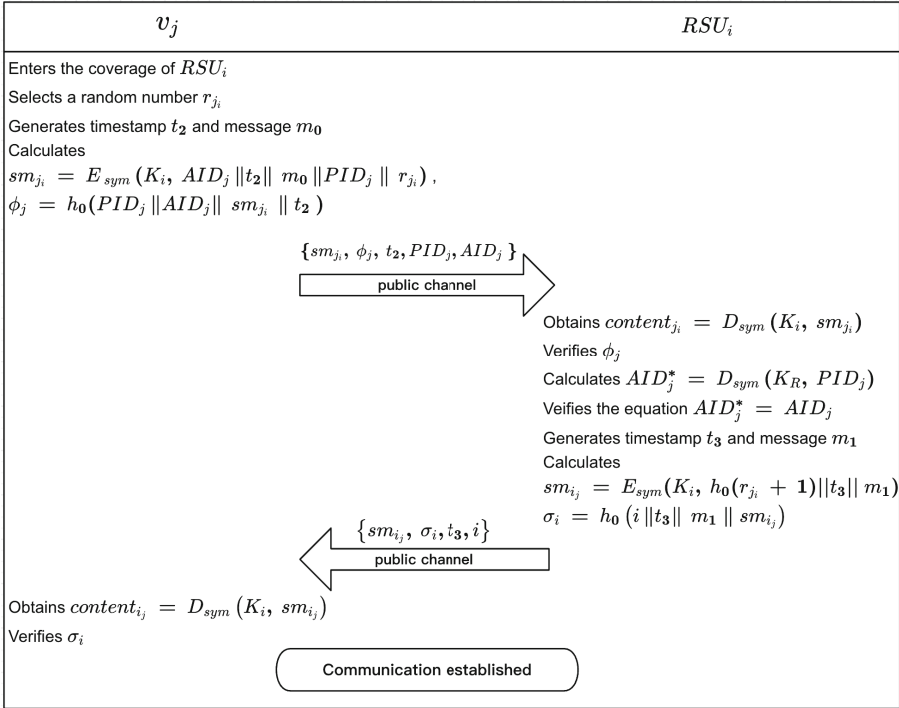 v_j
RSU_i
Enters the coverage of RSU_i
Selects a random number r_{j_i}
Generates timestamp t_2 and message m_0
Calculates
sm_{j_i} = E_{sym}(K_i, AID_j ∥t_2∥ m_0 ∥PID_j ∥ r_{j_i}) ,
ϕ_j = h_0(PID_j ∥AID_j∥ sm_{j_i} ∥ t_2 )
{sm_{j_i}, ϕ_j, t_2, PID_j, AID_j }
public channel
Obtains content_{j_i} = D_{sym}(K_i, sm_{j_i})
Verifies ϕ_j
Calculates AID_j^* = D_{sym}(K_R, PID_j)
Veifies the equation AID_j^* = AID_j
Generates timestamp t_3 and message m_1
Calculates
sm_{i_j} = E_{sym}(K_i, h_0(r_{j_i} + 1)||t_3|| m_1)
σ_i = h_0 (i ∥t_3∥ m_1 ∥ sm_{i_j})
{sm_{i_j}, σ_i, t_3, i}
public channel
Obtains content_{i_j} = D_{sym} (K_i, sm_{i_j})
Verifies σ_i
Communication established